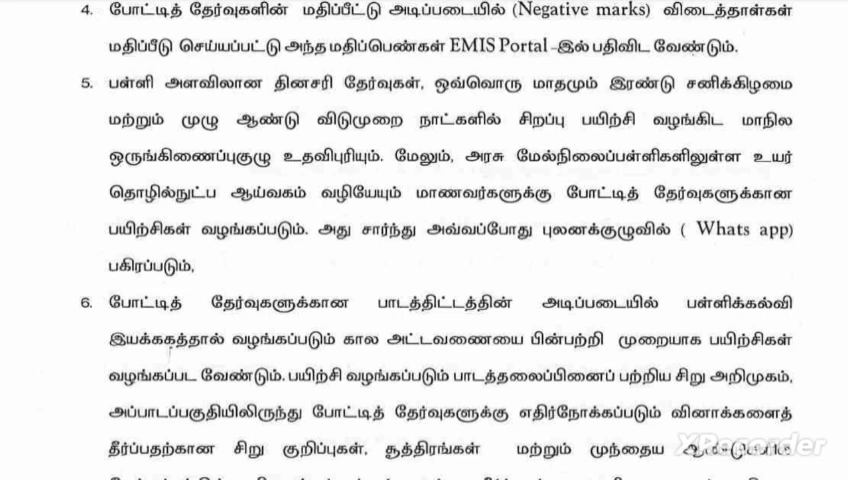 4. போட்டித் தேர்வுகளின் மதிப்பீட்டு அடிப்படையில் (Negative marks) விடைத்தாள்கள்
மதிப்பீடு செய்யப்பட்டு அந்த மதிப்பெண்கள் EMIS Portal -இல் பதிவிட வேண்டும்.
5. பள்ளி அளவிலான தினசரி தேர்வுகள், ஒவ்வொரு மாதமும் இரண்டு சனிக்கிழமை
மற்றும் முழு ஆண்டு விடுமுறை நாட்களில் சிறப்பு பயிற்சி வழங்கிட மாநில
ஒருங்கிணைப்புகுழு உதவிபுரியும். மேலும், அரசு மேல்நிலைப்பள்ளிகளிலுள்ள உயர்
தொழில்நுட்ப ஆய்வகம் வழியேயும் மாணவர்களுக்கு போட்டித் தேர்வுகளுக்கான
பயிற்சிகள் வழங்கப்படும். அது சார்ந்து அவ்வப்போது புலனக்குழுவில் ( Whats app)
பகிரப்படும்,
6. போட்டித் தேர்வுகளுக்கான பாடத்திட்டத்தின் அடிப்படையில் பள்ளிக்கல்வி
இயக்ககத்தால் வழங்கப்படும் கால அட்டவணையை பின்பற்றி முறையாக பயிற்சிகள்
வழங்கப்பட வேண்டும். பயிற்சி வழங்கப்படும் பாடத்தலைப்பினைப் பற்றிய சிறு அறிமுகம்,
அப்பாடப்பகுதியிலிருந்து போட்டித் தேர்வுகளுக்கு எதிர்நோக்கப்படும் வினாக்களைத்
தீர்ப்பதற்கான சிறு குறிப்புகள், சூத்திரங்கள் மற்றும் முந்தைய ஆண்டுகளில்
XRecorder